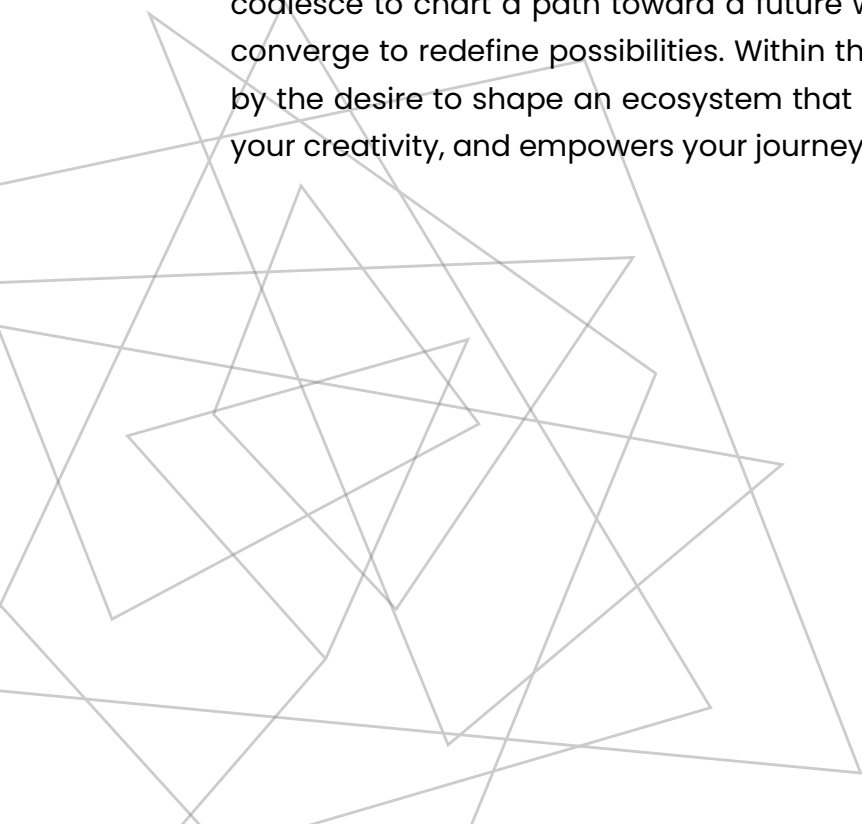 coalesce to chart a path toward a future
converge to redefine possibilities. Within
by the desire to shape an ecosystem that
your creativity, and empowers your journey